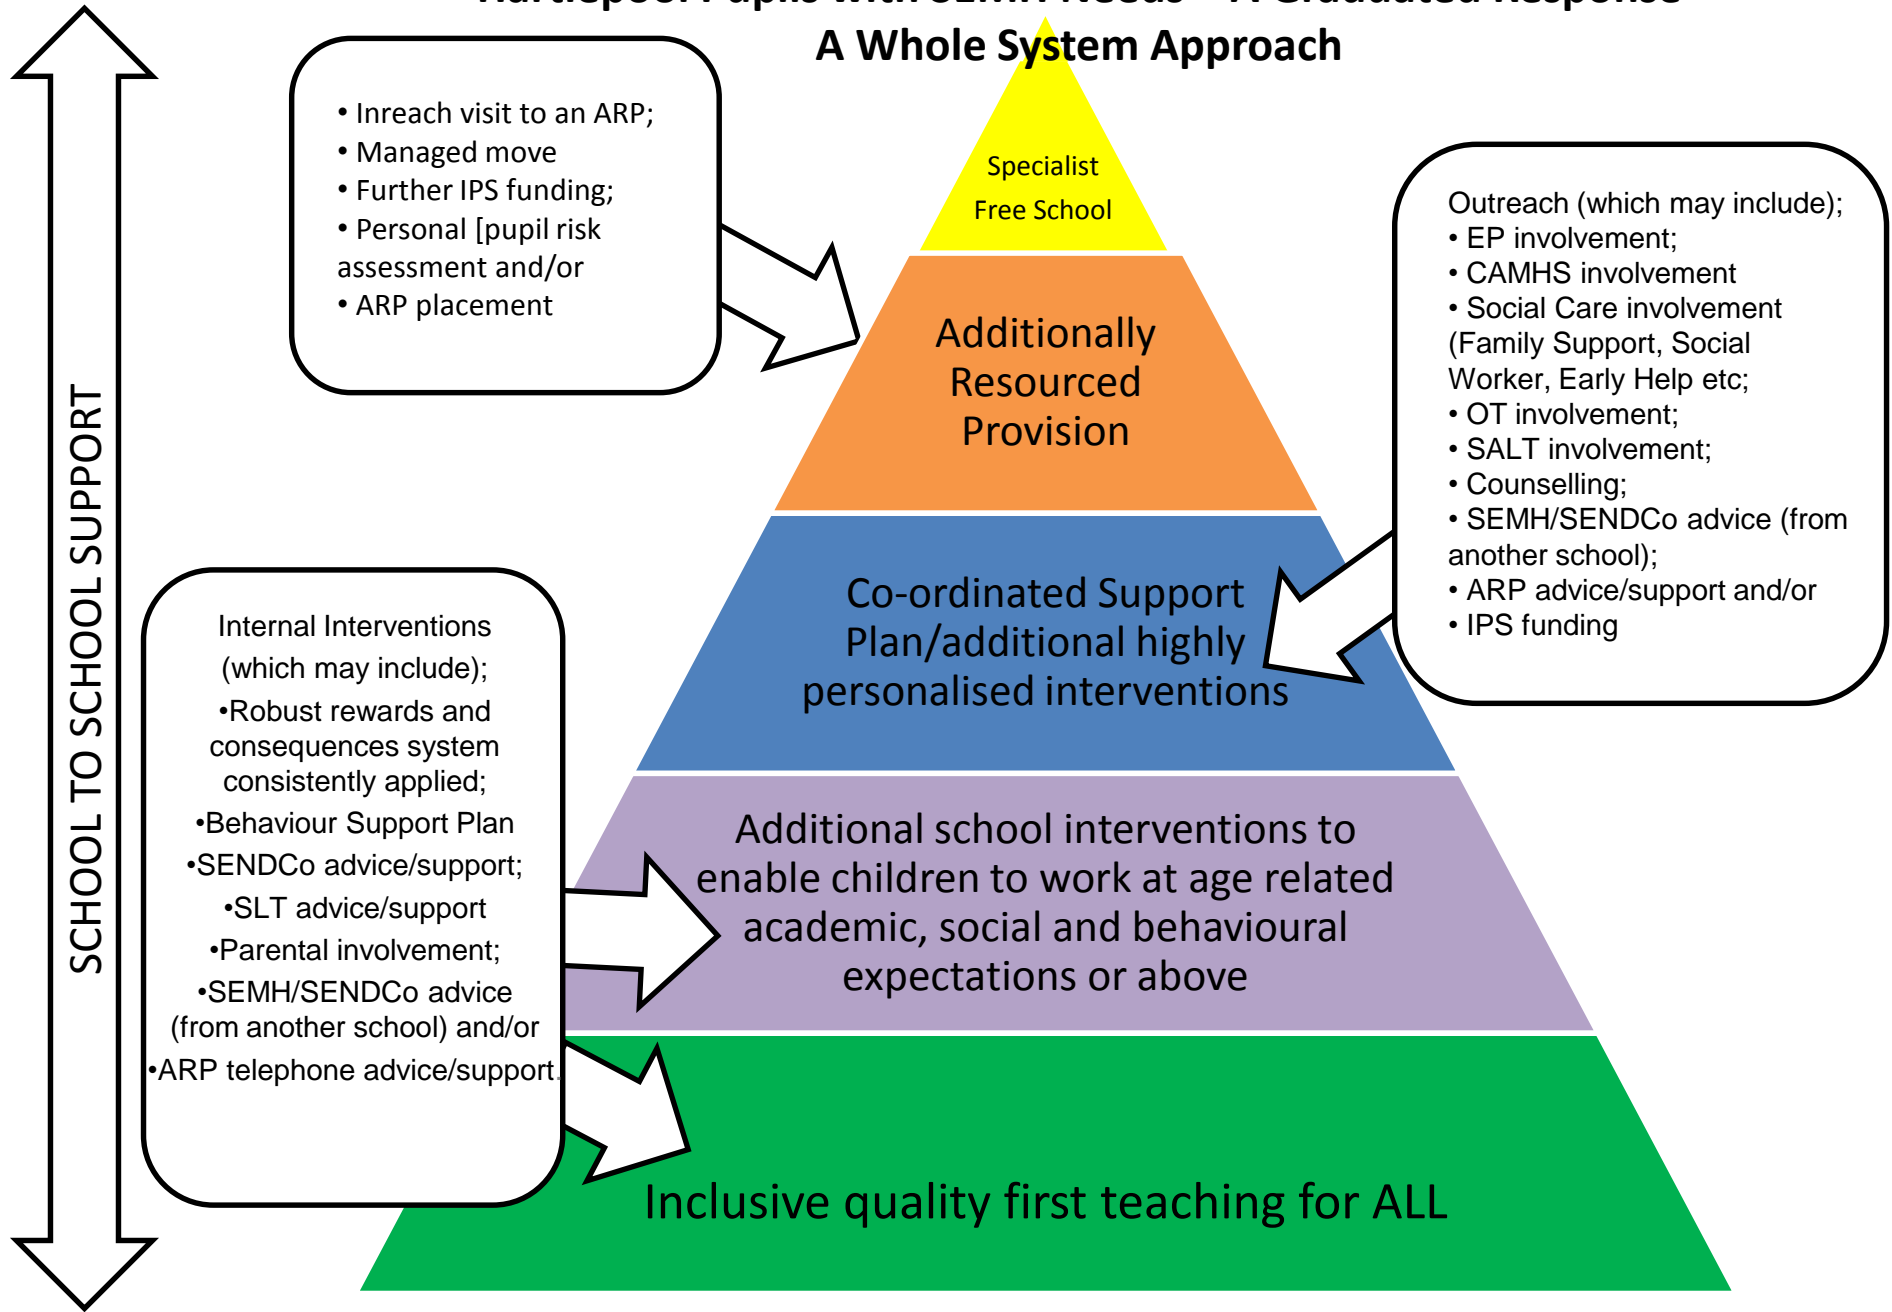 Hartlepool Pupils with SEMH Needs – A Graduated Response
A Whole System Approach
SCHOOL TO SCHOOL SUPPORT
• Inreach visit to an ARP;
• Managed move
• Further IPS funding;
• Personal [pupil risk
assessment and/or
• ARP placement
Specialist
Free School
Additionally
Resourced
Provision
Outreach (which may include);
• EP involvement;
• CAMHS involvement
• Social Care involvement
(Family Support, Social
Worker, Early Help etc;
• OT involvement;
• SALT involvement;
• Counselling;
• SEMH/SENDCo advice (from
another school);
• ARP advice/support and/or
• IPS funding
Co-ordinated Support
Plan/additional highly
personalised interventions
Internal Interventions
(which may include);
•Robust rewards and
consequences system
consistently applied;
•Behaviour Support Plan
•SENDCo advice/support;
•SLT advice/support
•Parental involvement;
•SEMH/SENDCo advice
(from another school) and/or
•ARP telephone advice/support.
Additional school interventions to
enable children to work at age related
academic, social and behavioural
expectations or above
Inclusive quality first teaching for ALL